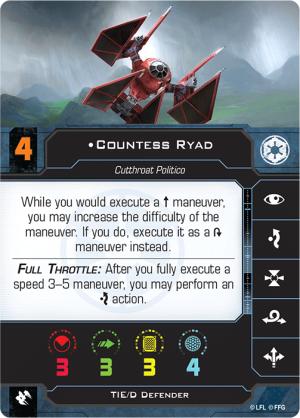 4
•Countess Ryad
Cutthroat Politico
While you would execute a ↑ maneuver,
you may increase the difficulty of the
maneuver. If you do, execute it as a
maneuver instead.
Full Throttle: After you fully execute a
speed 3–5 maneuver, you may perform an
action.
3 3 3 4
TIE/D Defender
© LFL © FFG